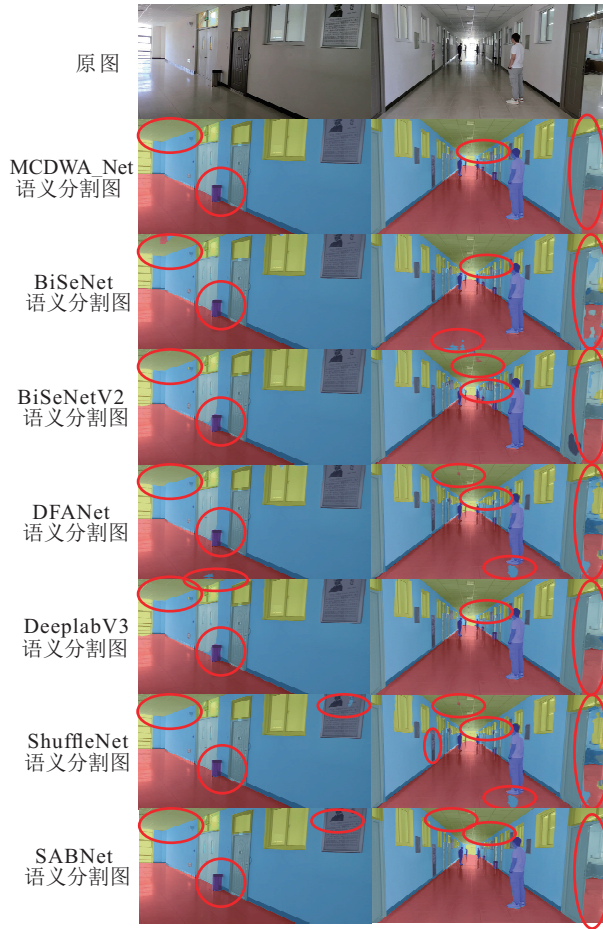 原图
MCDWA_Net
语义分割图
BiSeNet
语义分割图
BiSeNetV2
语义分割图
DFANet
语义分割图
DeeplabV3
语义分割图
ShuffleNet
语义分割图
SABNet
语义分割图